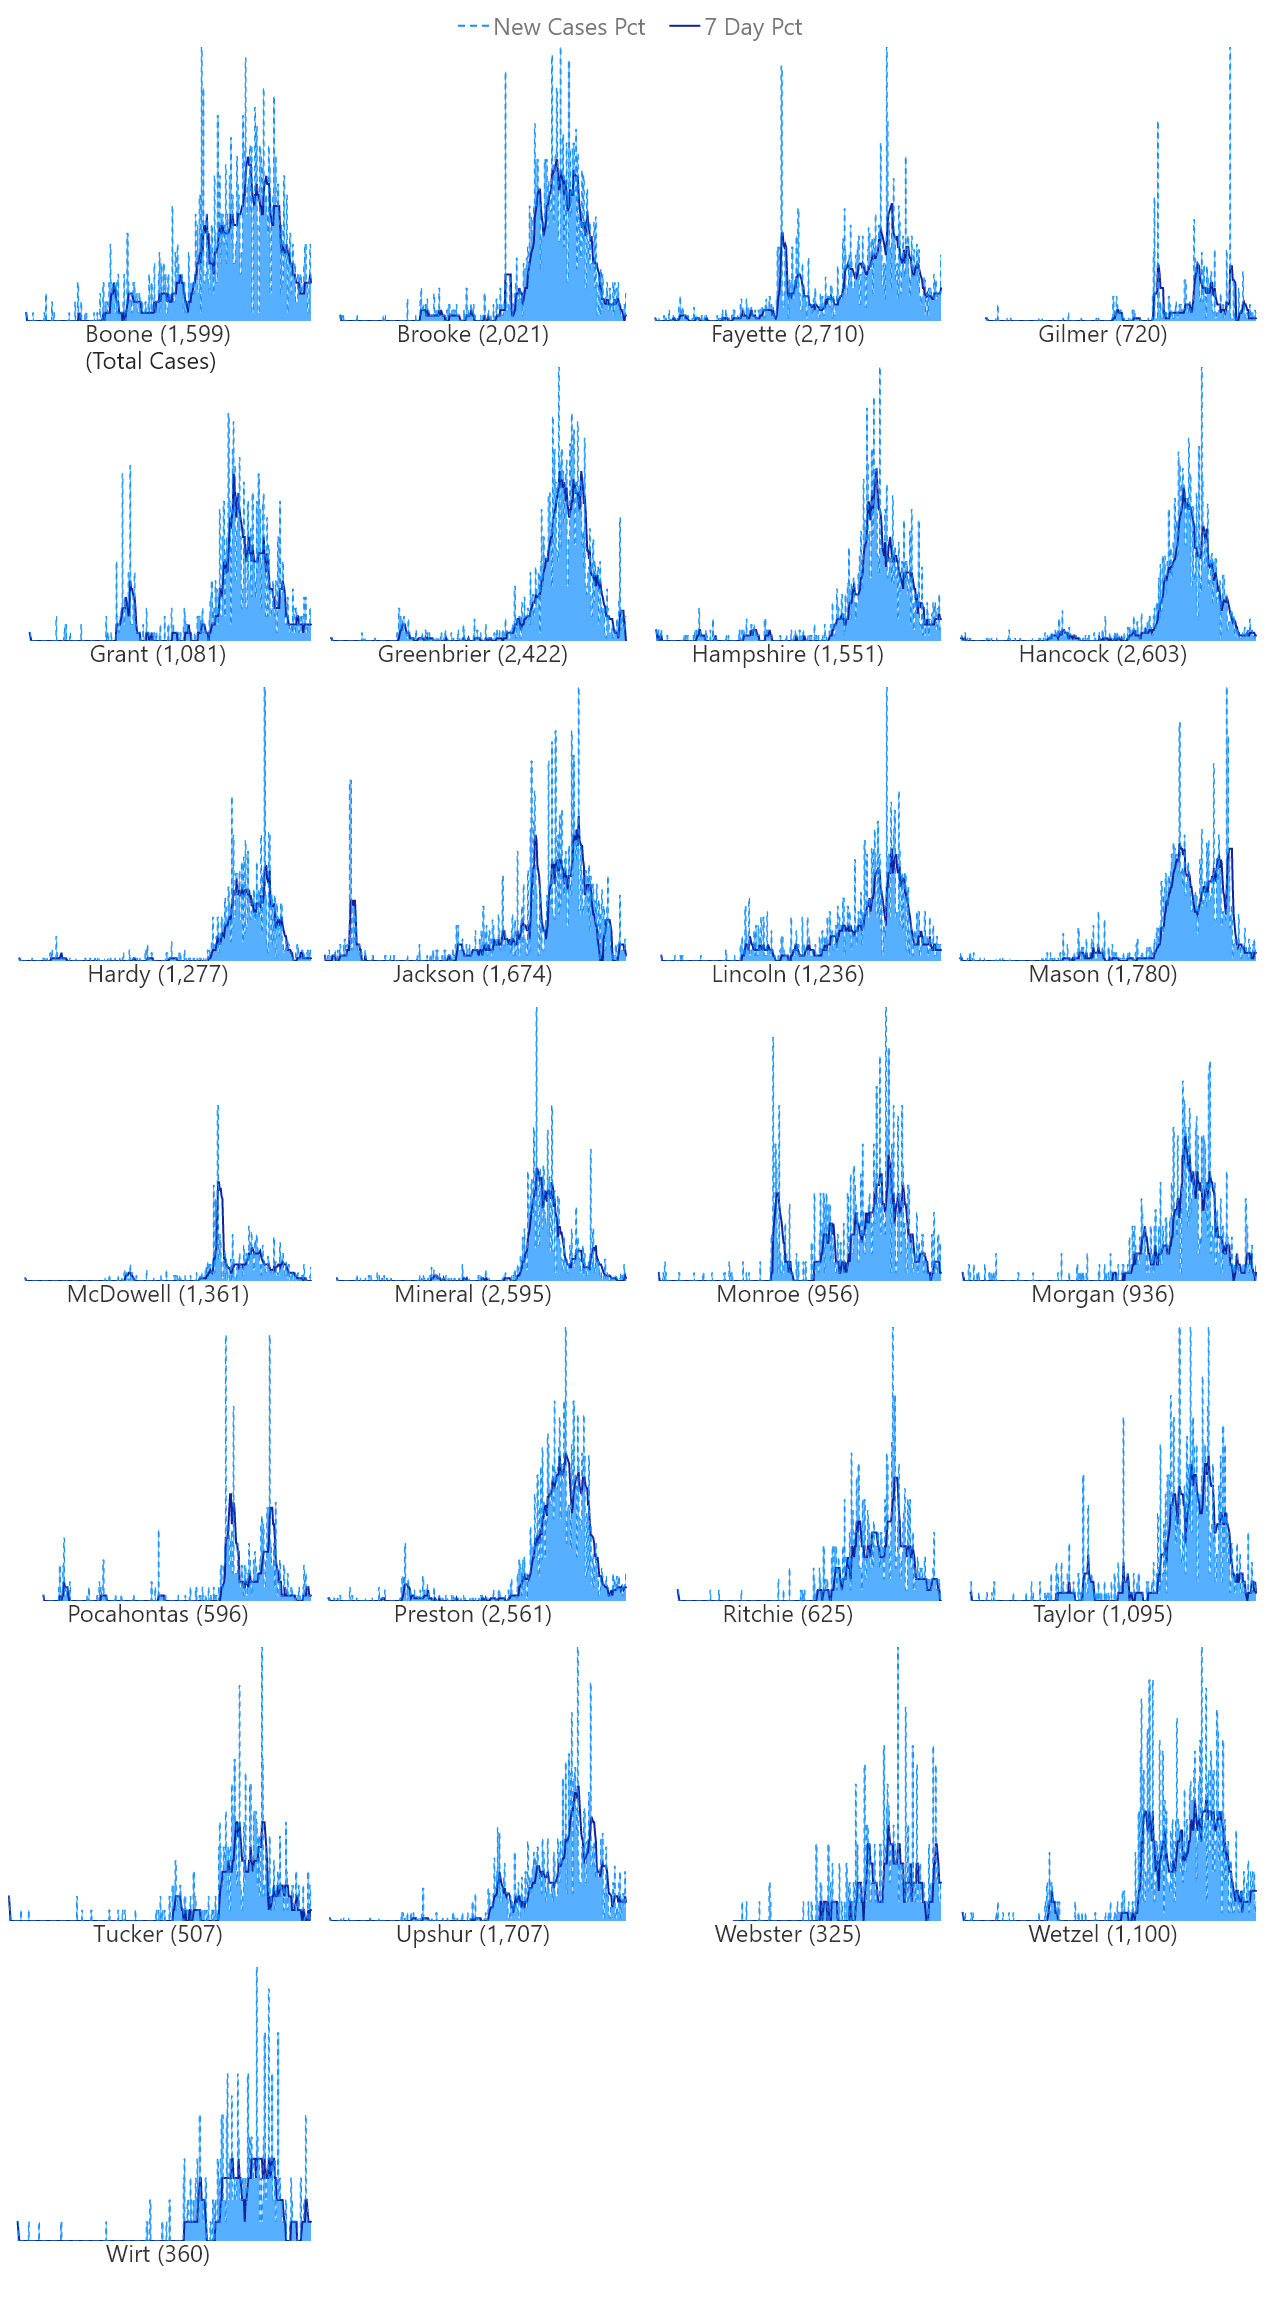 New Cases Pct 7 Day Pct
Boone (1,599) Brooke (2,021) Fayette (2,710) Gilmer (720)
(Total Cases)
Grant (1,081) Greenbrier (2,422) Hampshire (1,551) Hancock (2,603)
Hardy (1,277) Jackson (1,674) Lincoln (1,236) Mason (1,780)
McDowell (1,361) Mineral (2,595) Monroe (956) Morgan (936)
Pocahontas (596) Preston (2,561) Ritchie (625) Taylor (1,095)
Tucker (507) Upshur (1,707) Webster (325) Wetzel (1,100)
Wirt (360)